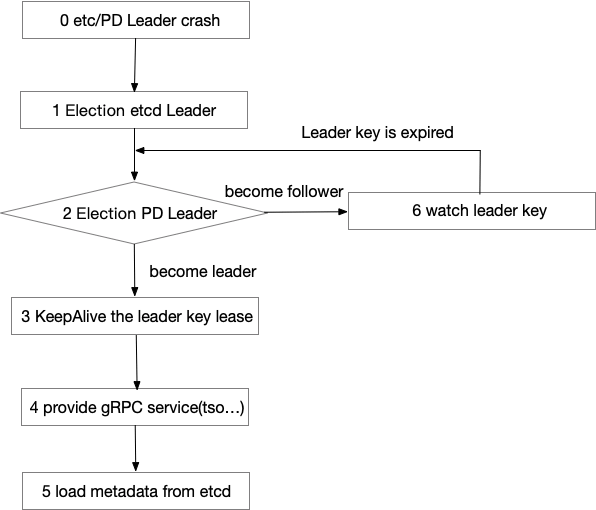 0 etc/PD Leader crash
1 Election etcd Leader
Leader key is expired
2 Election PD Leader
become follower
6 watch leader key
become leader
3 KeepAlive the leader key lease
4 provide gRPC service(tso...)
5 load metadata from etcd